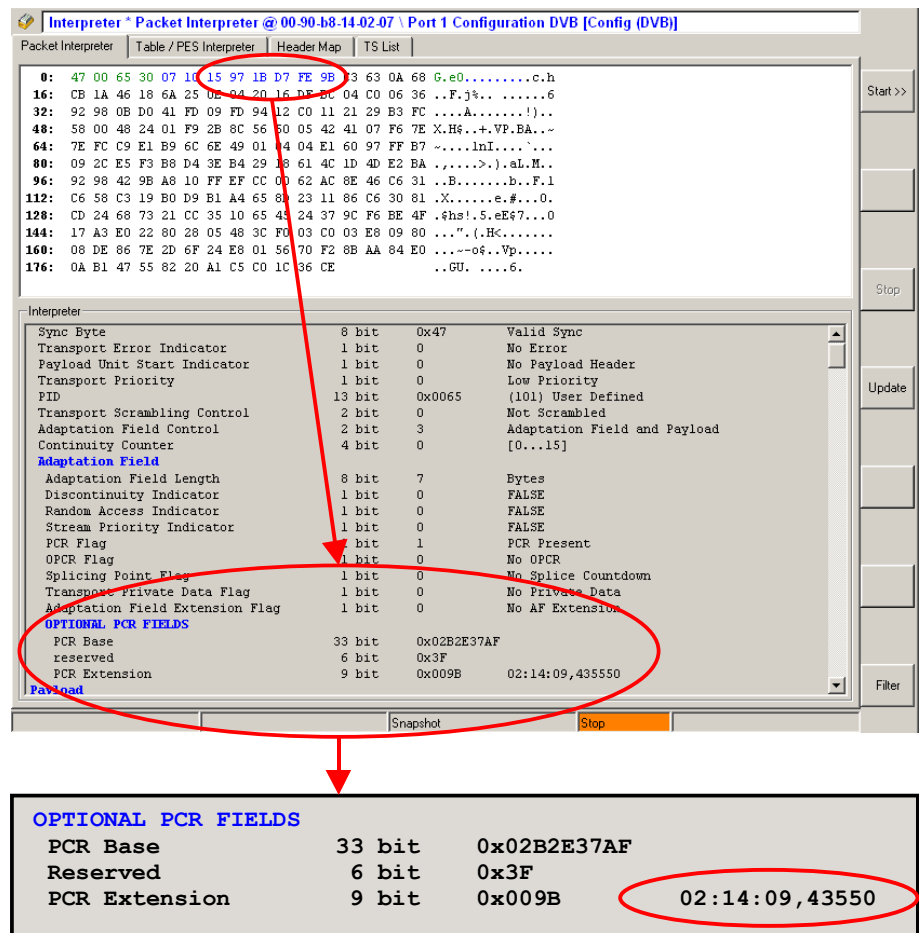 Interpreter * Packet Interpreter @ 00-90-b8-14-02-07 \ Port 1 Configuration DVB [Config (DVB)]
Packet Interpreter Table / PES Interpreter Header Map TS List
0: 47 00 65 30 07 10 15 97 1B D7 FE 9B 63 0A 68 G.e0.........c.h
16: CB 1A 46 18 6A 25 04 20 16 04 C0 06 36 ..F.j%.. ......6
32: 92 98 0B D0 41 FD 09 FD 94 12 C0 11 21 29 B3 FC ....A.......!)..
48: 58 00 48 24 01 F9 2B 8C 56 50 05 42 41 07 F6 7E X.H$..+.VP.BA..~
64: 7E FC C9 E1 B9 6C 6E 49 01 04 04 E1 60 97 FF B7 ~....lnI....`...
80: 09 2C E5 F3 B8 D4 3E B4 29 18 61 4C 1D 4D E2 BA .,....>.).aL.M..
96: 92 98 42 9B A8 10 FF EF CC 62 AC 8E 46 C6 31 ..B.......b..F.1
112: C6 58 C3 19 B0 D9 B1 A4 65 8D 23 11 86 C6 30 81 .X......e.#...0.
128: CD 24 68 73 21 CC 35 10 65 45 24 37 9C F6 BE 4F .$hs!.5.eE$7...O
144: 17 A3 E0 22 80 28 05 48 3C F0 03 C0 03 E8 09 80 ...".(.H<.......
160: 08 DE 86 7E 2D 6F 24 E8 01 56 70 F2 8B AA 84 E0 ...~-o$..Vp.....
176: 0A B1 47 55 82 20 A1 C5 C0 1C 36 CE ..GU. ....6.
Start >>
Stop
Update
Filter
Interpreter
Sync Byte 8 bit 0x47 Valid Sync
Transport Error Indicator 1 bit 0 No Error
Payload Unit Start Indicator 1 bit 0 No Payload Header
Transport Priority 1 bit 0 Low Priority
PID 13 bit 0x0065 (101) User Defined
Transport Scrambling Control 2 bit 0 Not Scrambled
Adaptation Field Control 2 bit 3 Adaptation Field and Payload
Continuity Counter 4 bit 0 [0...15]
Adaptation Field
Adaptation Field Length 8 bit 7 Bytes
Discontinuity Indicator 1 bit 0 FALSE
Random Access Indicator 1 bit 0 FALSE
Stream Priority Indicator 1 bit 0 FALSE
PCR Flag 1 bit 1 PCR Present
OPCR Flag 1 bit 0 No OPCR
Splicing Point Flag 1 bit 0 No Splice Countdown
Transport Private Data Flag 1 bit 0 No Private Data
Adaptation Field Extension Flag 1 bit 0 No AF Extension
OPTIONAL PCR FIELDS
PCR Base 33 bit 0x02B2E37AF
reserved 6 bit 0x3F
PCR Extension 9 bit 0x009B 02:14:09,435550
Payload
Snapshot Stop
OPTIONAL PCR FIELDS
PCR Base 33 bit 0x02B2E37AF
Reserved 6 bit 0x3F
PCR Extension 9 bit 0x009B 02:14:09,43550